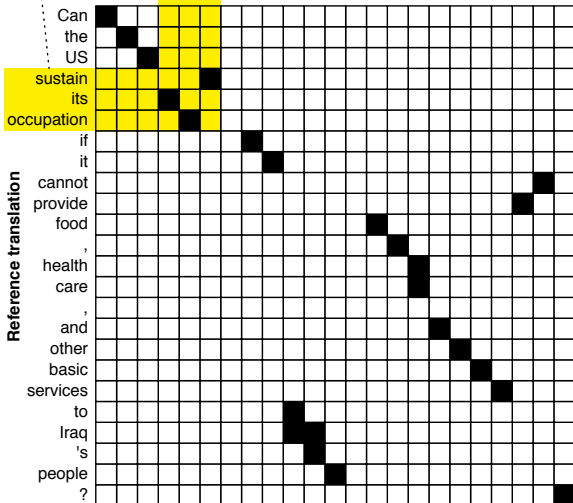 Can
the
US
sustain
its
occupation
if
it
cannot
provide
food
,
health
care
,
and
other
basic
services
to
Iraq
's
people
?
Reference translation